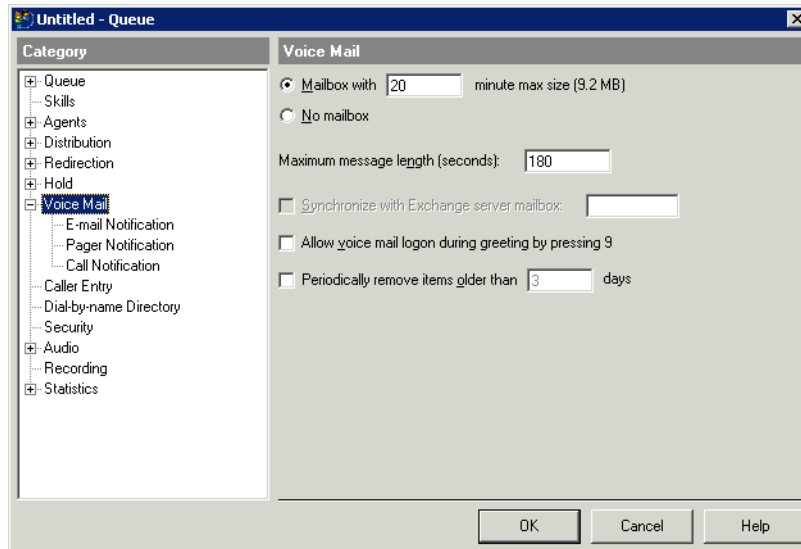 Untitled - Queue
Category
Queue
Skills
Agents
Distribution
Redirection
Hold
Voice Mail
E-mail Notification
Pager Notification
Call Notification
Caller Entry
Dial-by-name Directory
Security
Audio
Recording
Statistics
Voice Mail
Mailbox with 20 minute max size (9.2 MB)
No mailbox
Maximum message length (seconds): 180
Synchronize with Exchange server mailbox:
Allow voice mail logon during greeting by pressing 9
Periodically remove items older than 3 days
OK Cancel Help